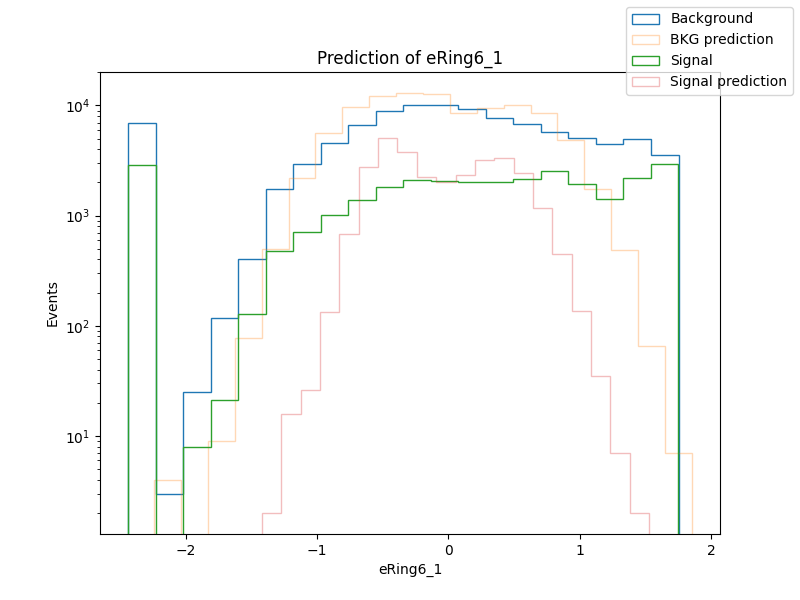 Prediction of eRing6_1
Background
BKG prediction
Signal
Signal prediction
Events
10⁴
10³
10²
10¹
−2
−1
0
1
2
eRing6_1